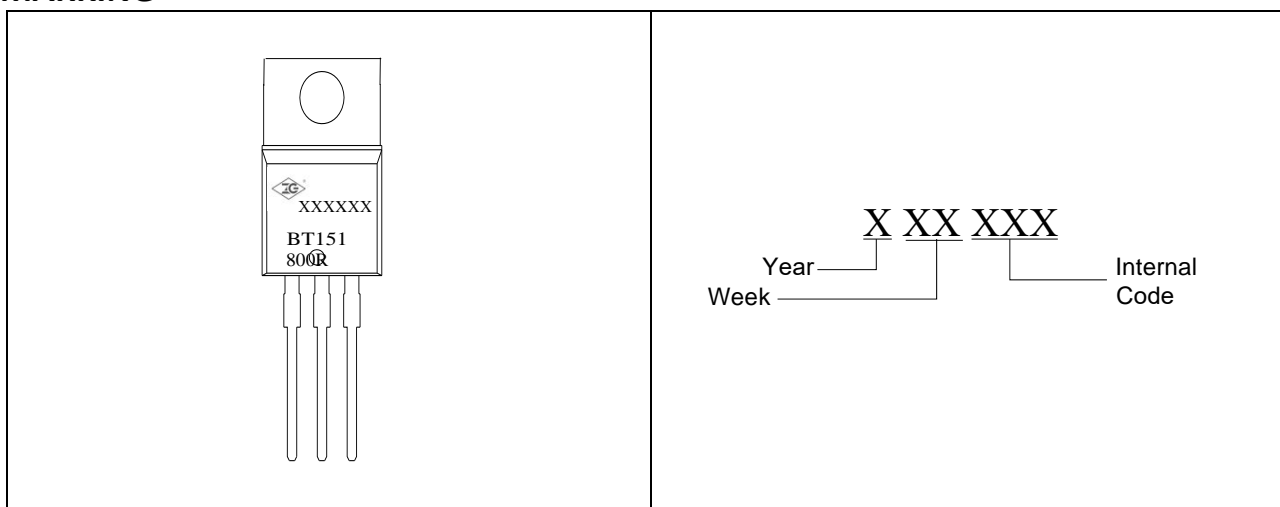 XXXXXX
BT151
800R
X XX XXX
Year
Week
Internal
Code